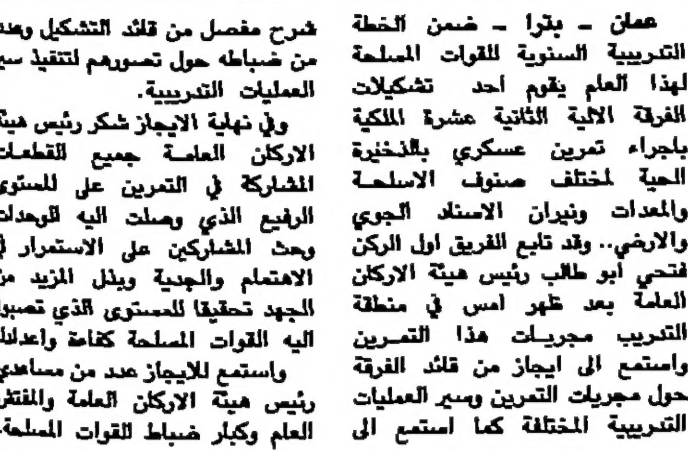 عمان – بترا – ضمن الخطة
التدريبية السنوية للقوات المسلحة
لهذا العام يقوم احد تشكيلات
الفرقة الالية الثانية عشرة الملكية
باجراء تمرين عسكري بالذخيرة
الحية لمختلف صنوف الاسلحة
والمعدات ونيران الاسناد الجوي
والارضي.. وقد تابع الفريق اول الركن
فتحي ابو طالب رئيس هيئة الاركان
العامة بعد ظهر امس في منطقة
التدريب مجريات هذا التمرين
واستمع الى ايجاز من قائد الفرقة
حول مجريات التمرين وسير العمليات
التدريبية المختلفة كما استمع الى
شرح مفصل من قائد التشكيل وعدد
من ضباطه حول تصورهم لتنفيذ سير
العمليات التدريبية.
وفي نهاية الايجاز شكر رئيس هيئة
الاركان العامة جميع القطعات
المشاركة في التمرين على المستوى
الرفيع الذي وصلت اليه الوحدات
وحث المشاركين على الاستمرار في
الاهتمام والجدية وبذل المزيد من
الجهد تحقيقا للمستوى الذي تصبو
اليه القوات المسلحة كفاءة واعدادا
واستمع للايجاز عدد من مساعدي
رئيس هيئة الاركان العامة والمفتش
العام وكبار ضباط القوات المسلحة.